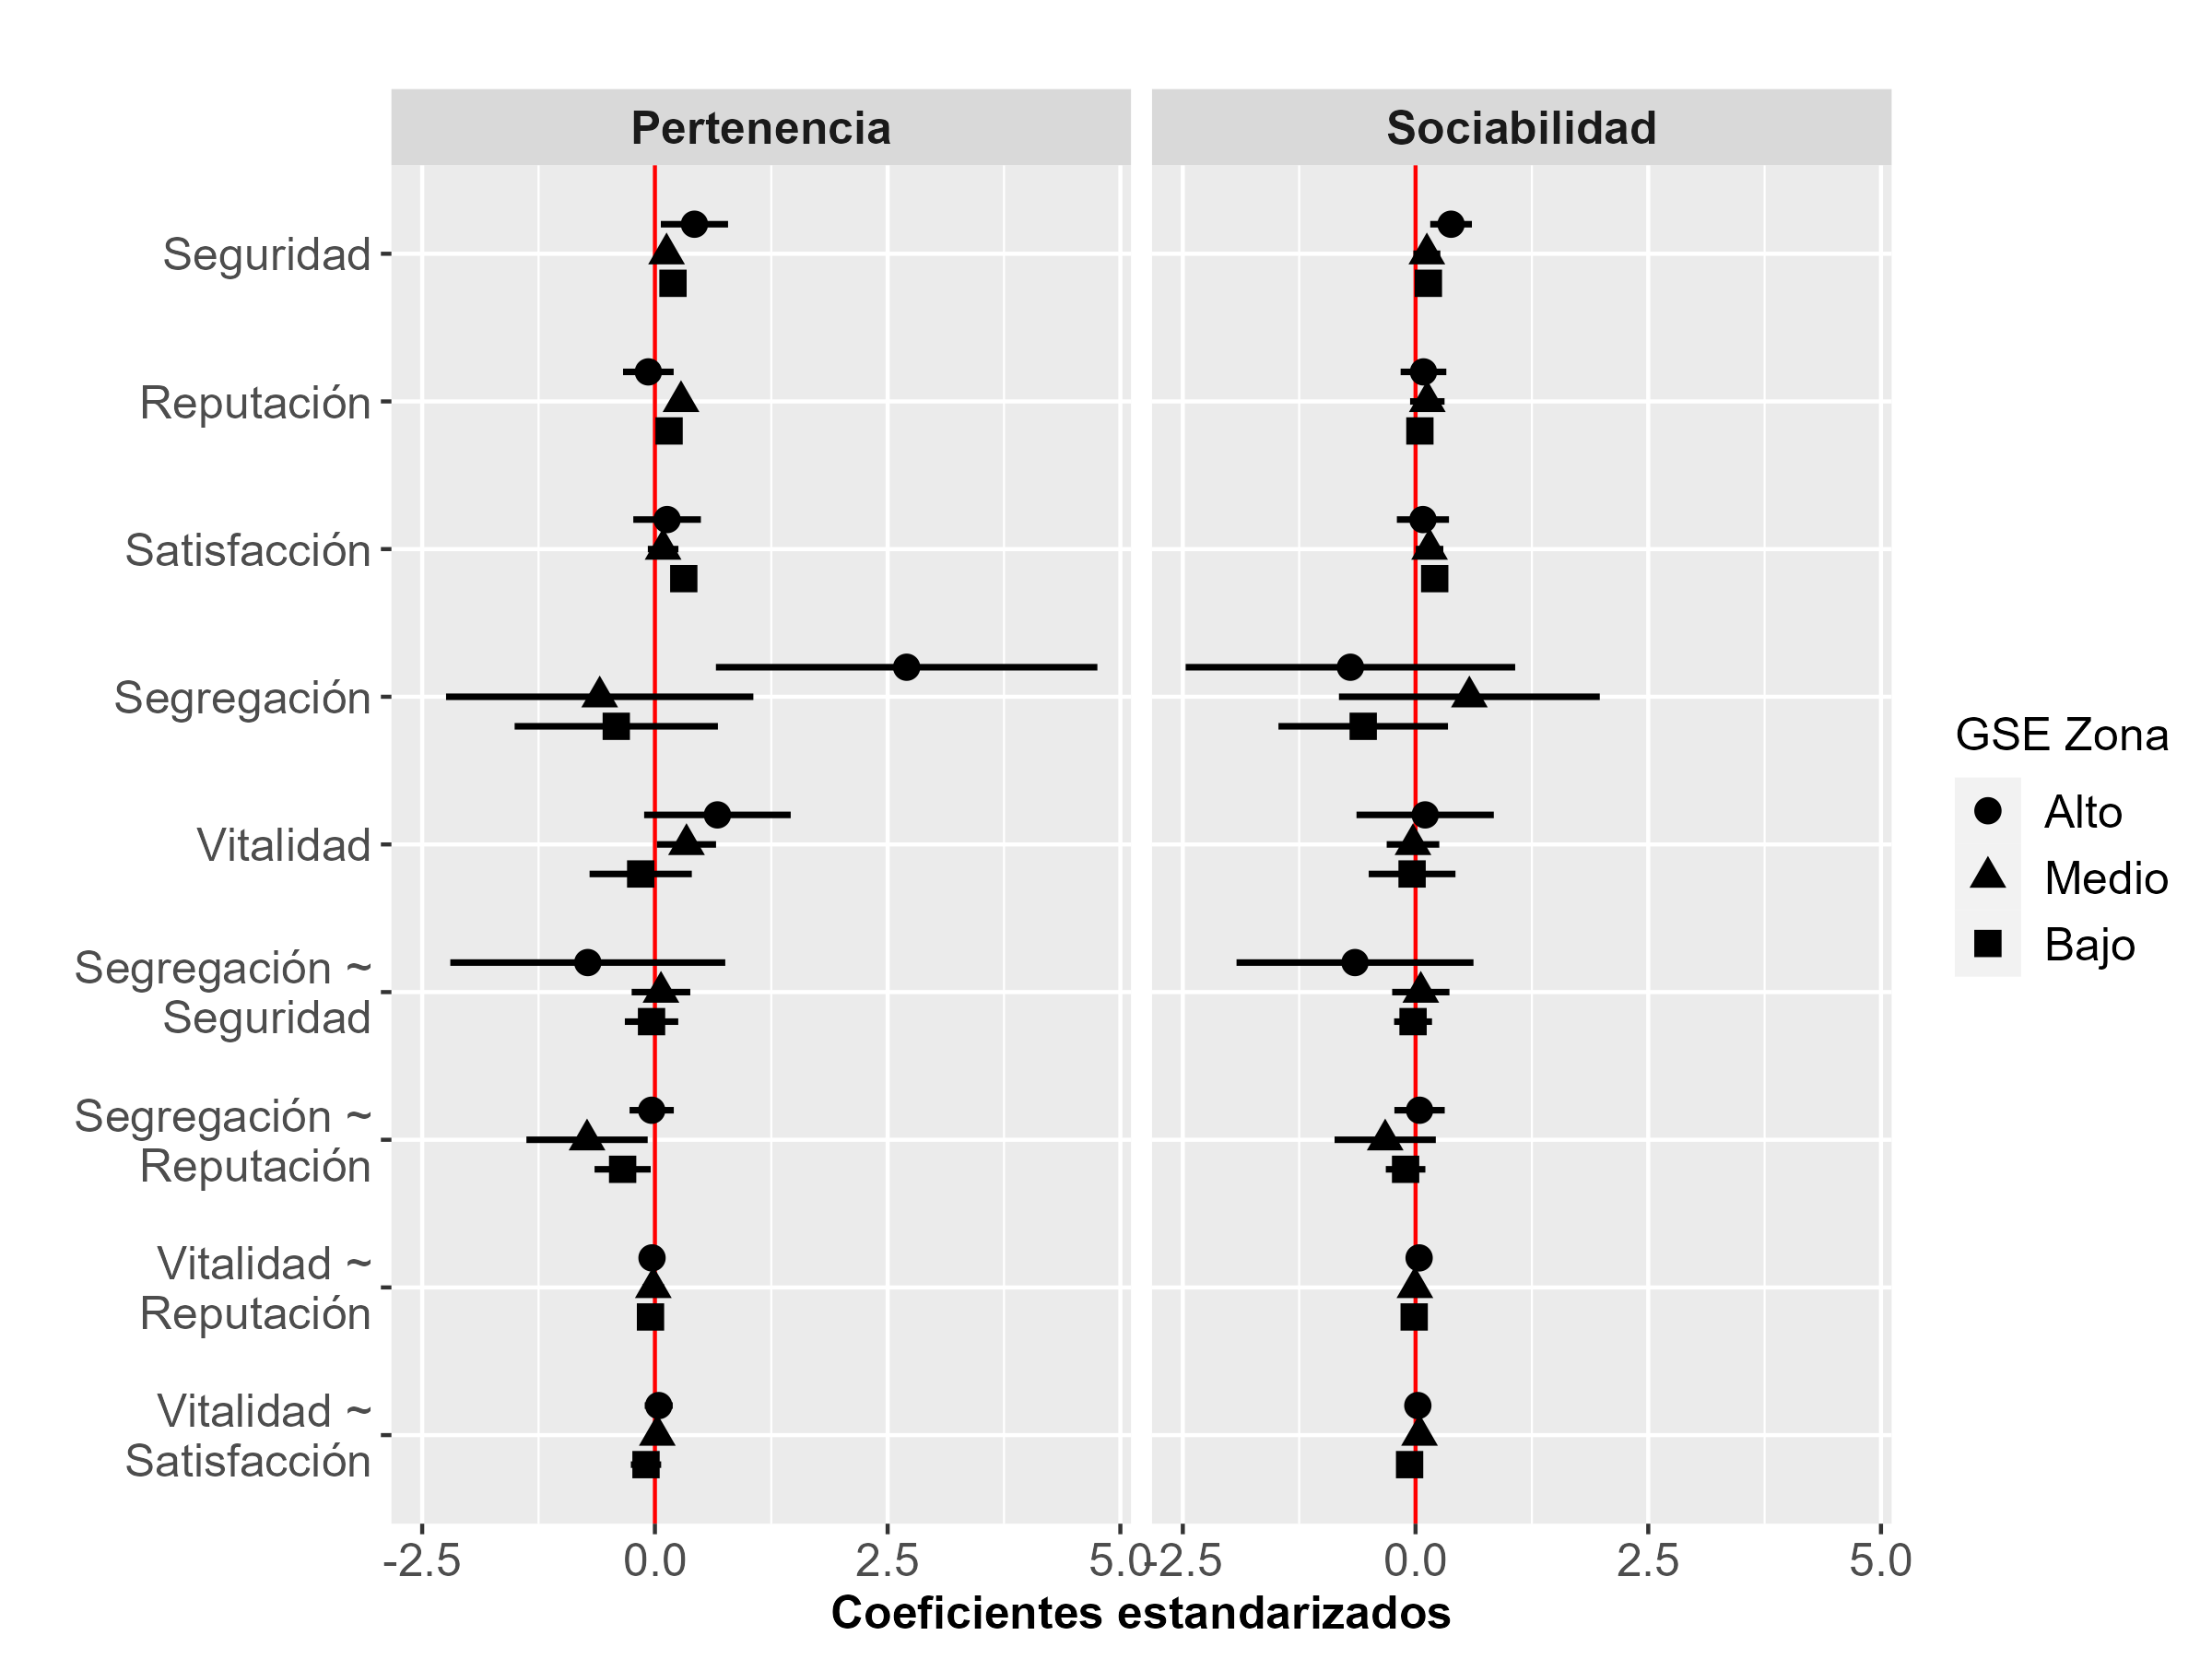 Pertenencia
Sociabilidad
Seguridad
Reputación
Satisfacción
Segregación
Vitalidad
Segregación ~
Seguridad
Segregación ~
Reputación
Vitalidad ~
Reputación
Vitalidad ~
Satisfacción
-2.5 0.0 2.5 5.0
-2.5 0.0 2.5 5.0
Coeficientes estandarizados
GSE Zona
Alto
Medio
Bajo